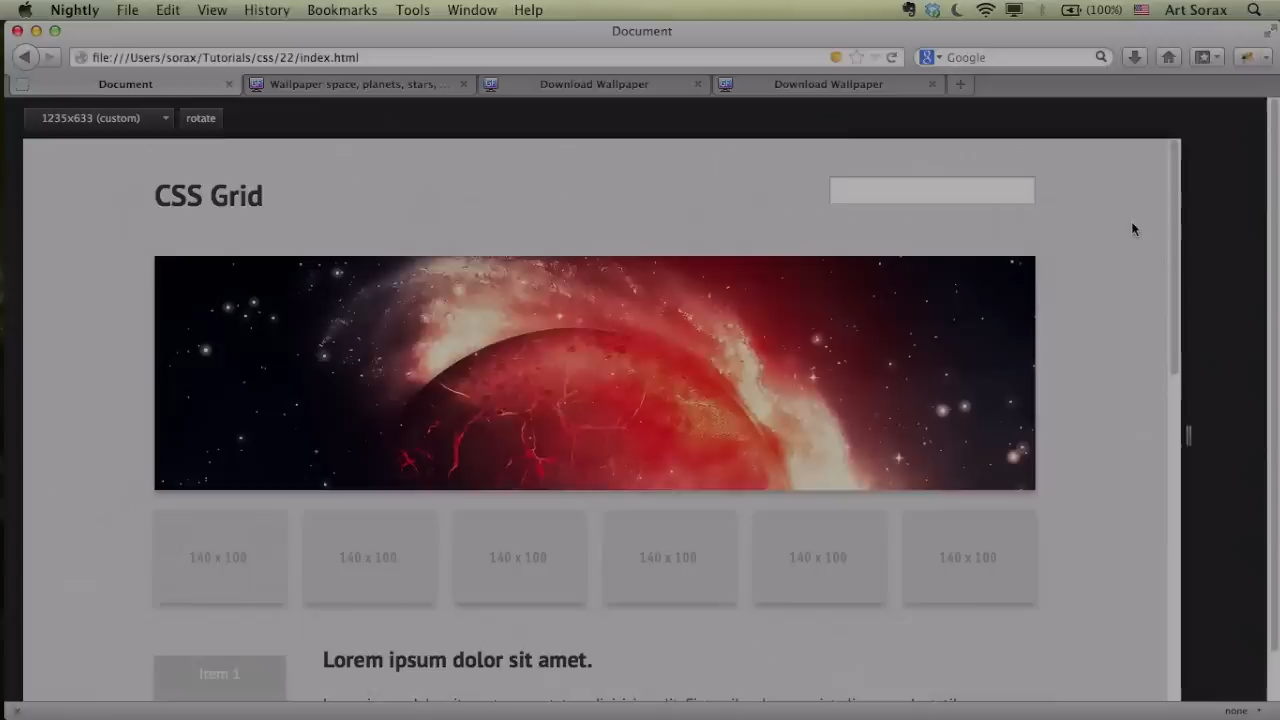 Nightly File Edit View History Bookmarks Tools Window Help (100%) Art Sorax
Document
file:///Users/sorax/Tutorials/css/22/index.html Google
Document Wallpaper space, planets, stars, ... Download Wallpaper Download Wallpaper
1235x633 (custom) rotate
CSS Grid
140 x 100 140 x 100 140 x 100 140 x 100 140 x 100 140 x 100
Item 1
Lorem ipsum dolor sit amet.
none